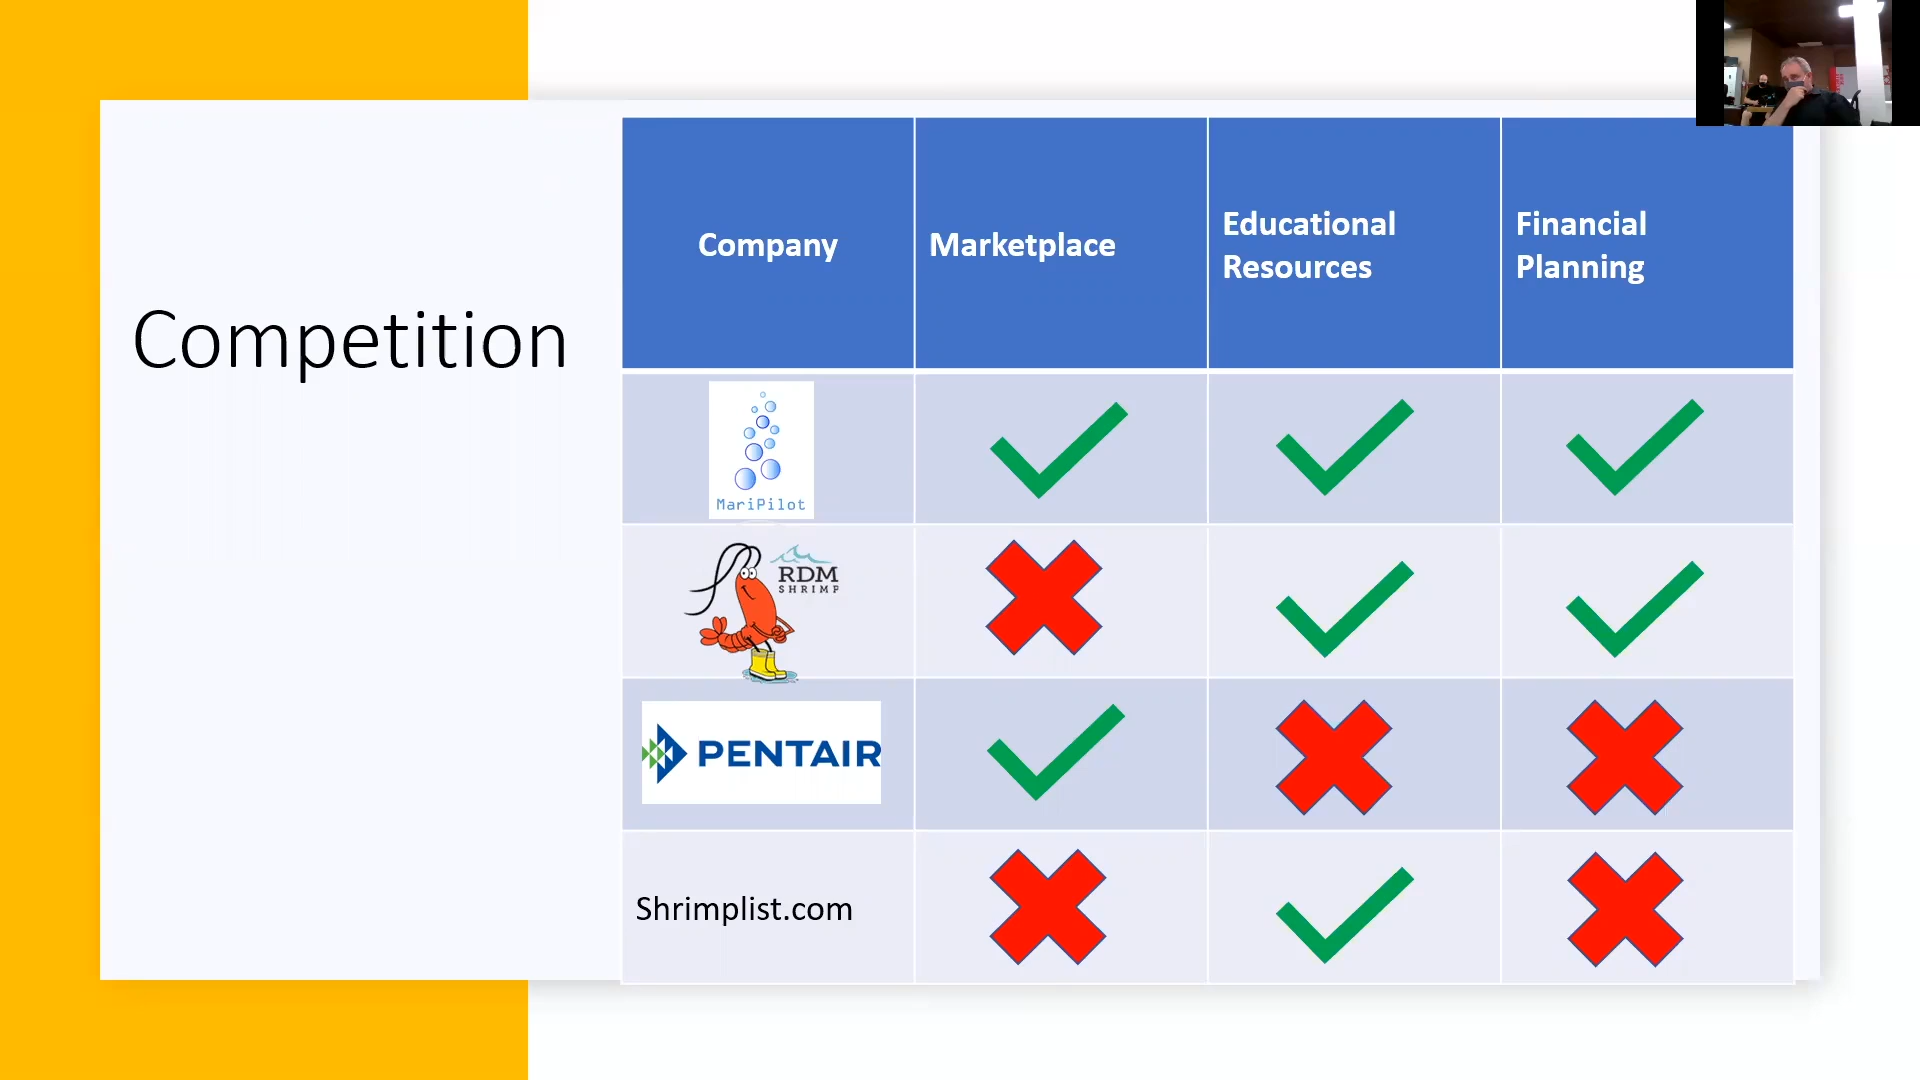 Competition
Company
Marketplace
Educational
Resources
Financial
Planning
MariPilot
RDM
SHRIMP
PENTAIR
Shrimplist.com